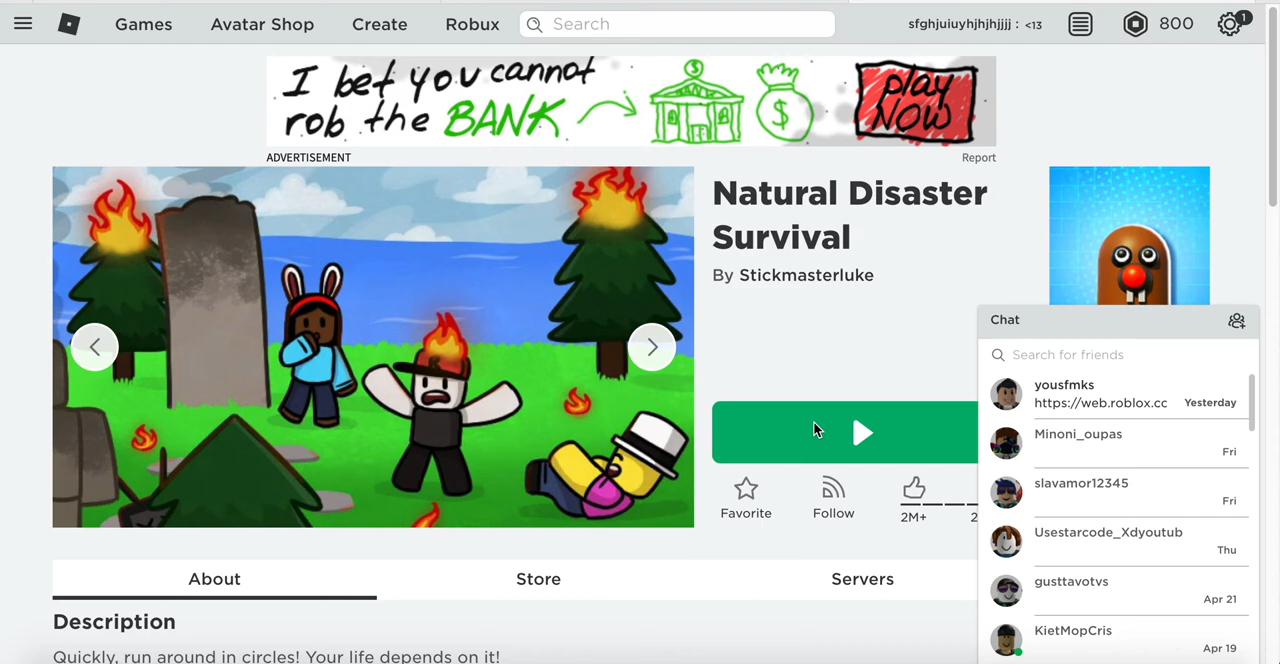 Games Avatar Shop Create Robux Search sfghjuiuyhjhjhjjjj : <13 800 1
I bet you cannot
rob the BANK
$
$
play
NOW
ADVERTISEMENT Report
Natural Disaster
Survival
By Stickmasterluke
Chat
Search for friends
yousfmks
https://web.roblox.cc Yesterday
Minoni_oupas
Fri
slavamor12345
Fri
Usestarcode_Xdyoutub
Thu
gusttavotvs
Apr 21
KietMopCris
Apr 19
Favorite Follow 2M+ 2
About Store Servers
Description
Quickly, run around in circles! Your life depends on it!